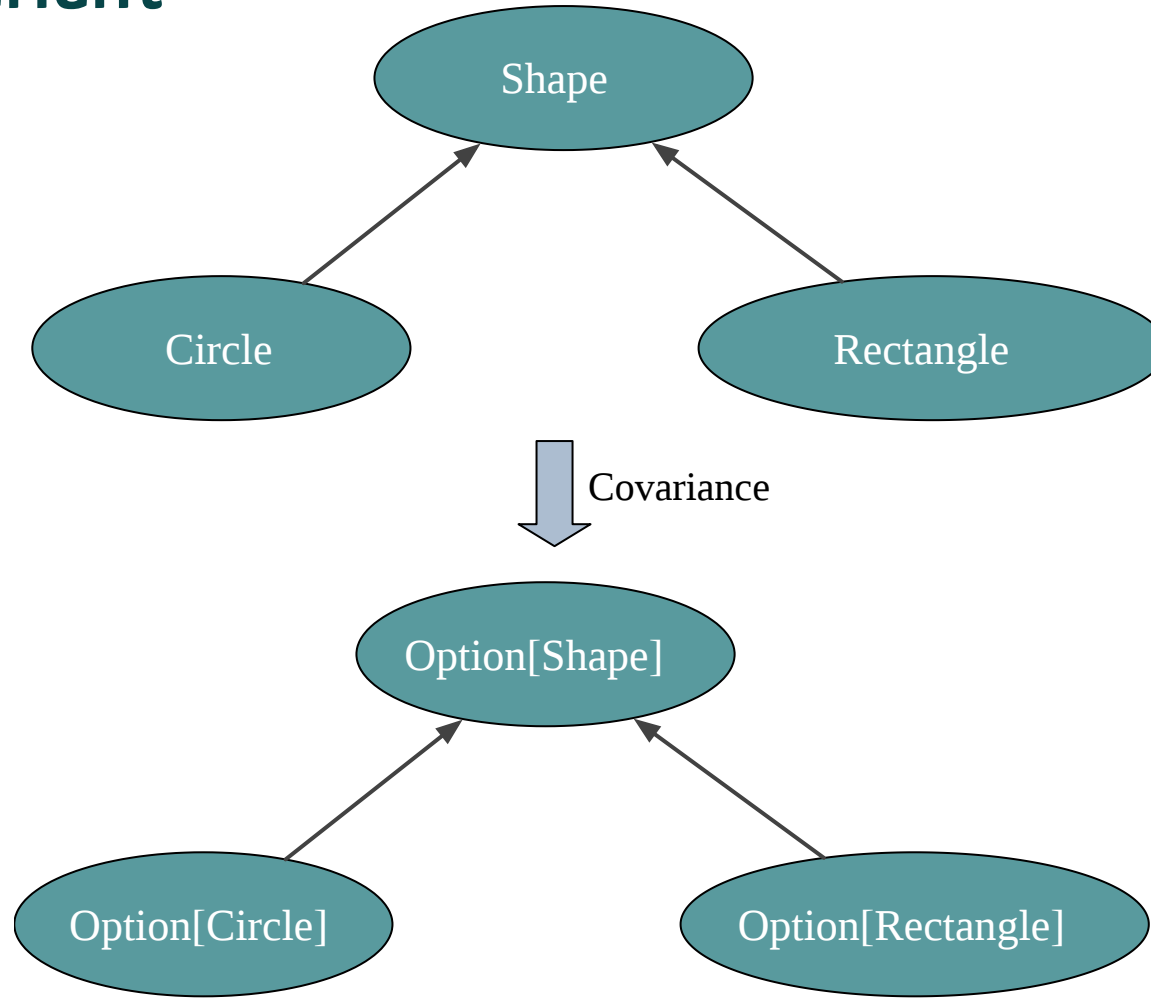 Shape
Circle
Rectangle
Covariance
Option[Shape]
Option[Circle]
Option[Rectangle]